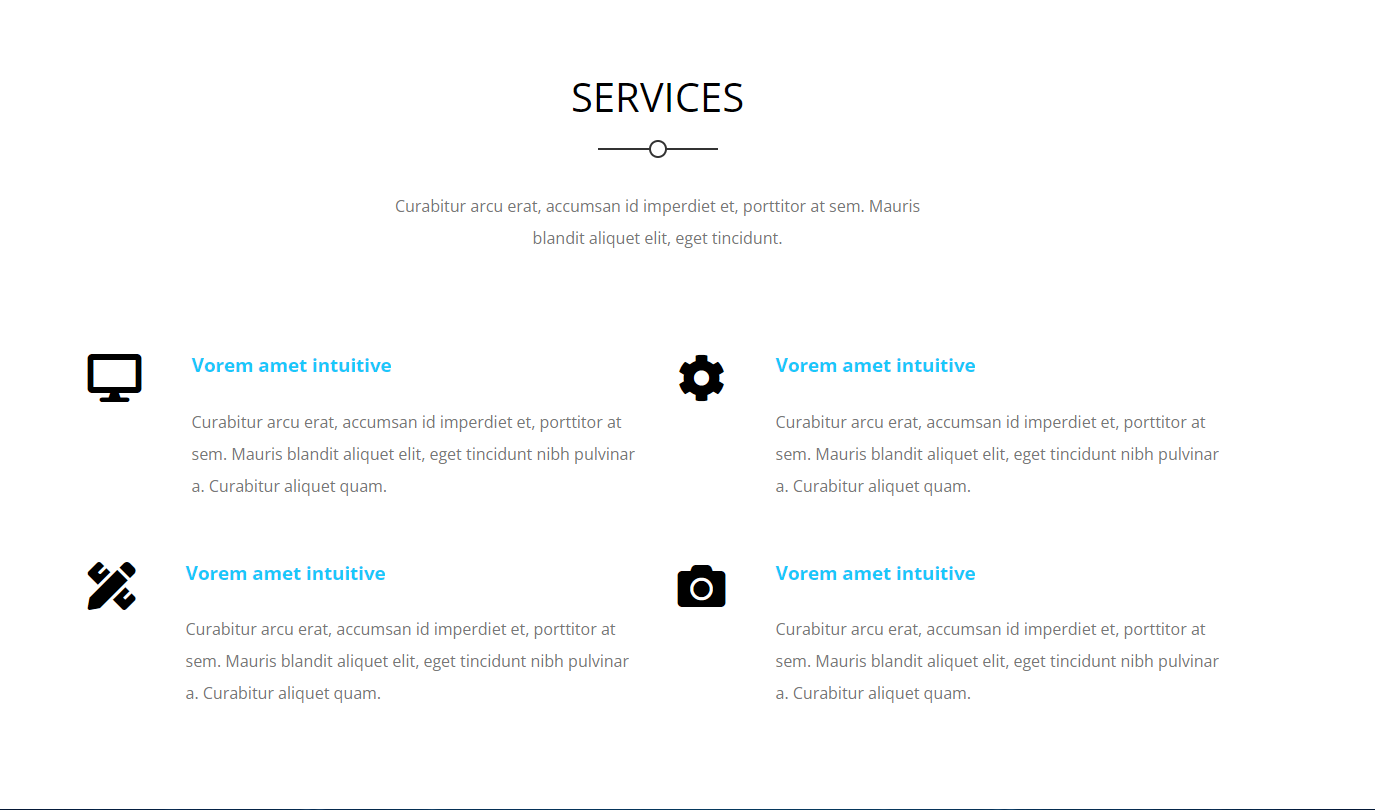 SERVICES
Curabitur arcu erat, accumsan id imperdiet et, porttitor at sem. Mauris
blandit aliquet elit, eget tincidunt.
Vorem amet intuitive
Curabitur arcu erat, accumsan id imperdiet et, porttitor at
sem. Mauris blandit aliquet elit, eget tincidunt nibh pulvinar
a. Curabitur aliquet quam.
Vorem amet intuitive
Curabitur arcu erat, accumsan id imperdiet et, porttitor at
sem. Mauris blandit aliquet elit, eget tincidunt nibh pulvinar
a. Curabitur aliquet quam.
Vorem amet intuitive
Curabitur arcu erat, accumsan id imperdiet et, porttitor at
sem. Mauris blandit aliquet elit, eget tincidunt nibh pulvinar
a. Curabitur aliquet quam.
Vorem amet intuitive
Curabitur arcu erat, accumsan id imperdiet et, porttitor at
sem. Mauris blandit aliquet elit, eget tincidunt nibh pulvinar
a. Curabitur aliquet quam.